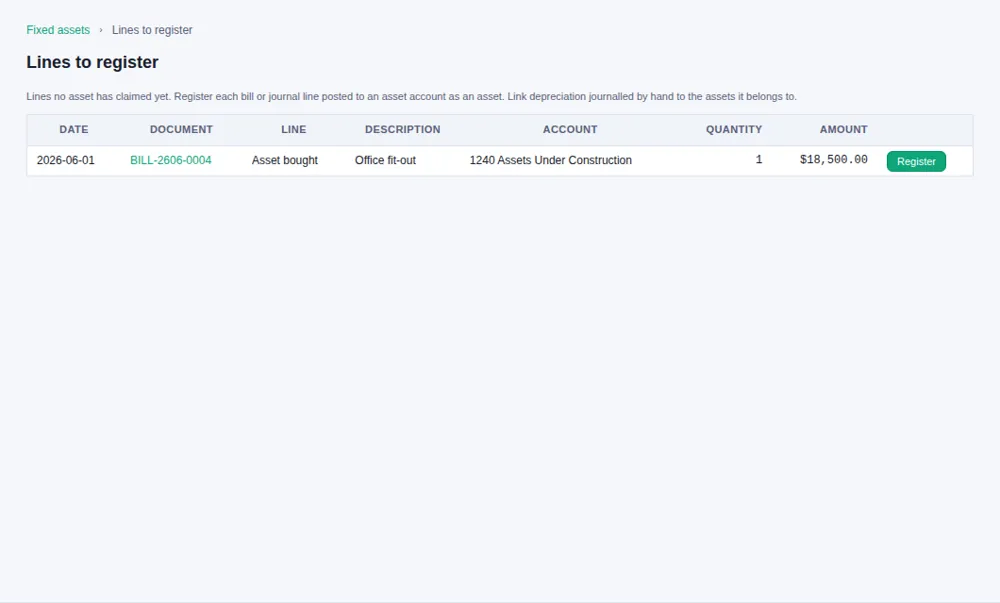 Fixed assets › Lines to register
Lines to register
Lines no asset has claimed yet. Register each bill or journal line posted to an asset account as an asset. Link depreciation journalled by hand to the assets it belongs to.
DATE DOCUMENT LINE DESCRIPTION ACCOUNT QUANTITY AMOUNT
2026-06-01 BILL-2606-0004 Asset bought Office fit-out 1240 Assets Under Construction 1 $18,500.00 Register